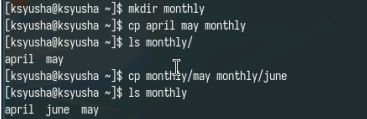 [ksyusha@ksyusha ~]$ mkdir monthly
[ksyusha@ksyusha ~]$ cp april may monthly
[ksyusha@ksyusha ~]$ ls monthly/
april  may
[ksyusha@ksyusha ~]$ cp monthly/may monthly/june
[ksyusha@ksyusha ~]$ ls monthly
april  june  may